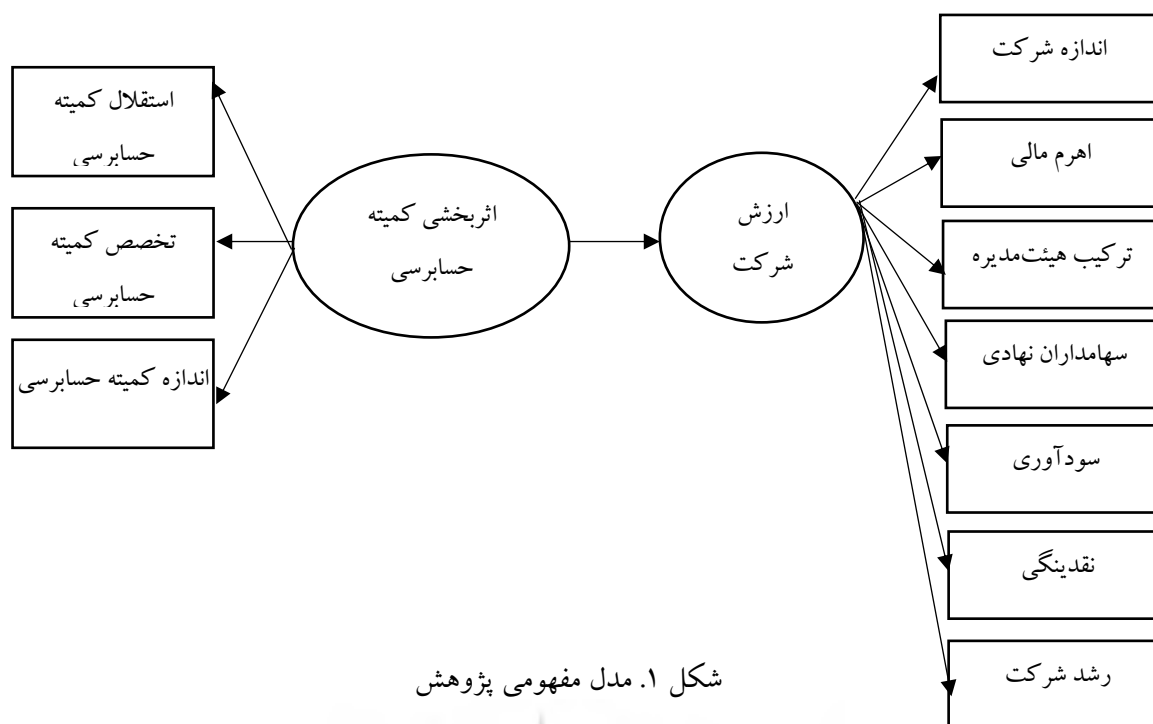 اندازه شرکت
اهرم مالی
ترکیب هیئت‌مدیره
سهامداران نهادی
سودآوری
نقدینگی
رشد شرکت
ارزش
شرکت
اثربخشی کمیته
حسابرسی
استقلال کمیته
حسابرسی
تخصص کمیته
حسابرسی
اندازه کمیته حسابرسی
شکل ۱. مدل مفهومی پژوهش